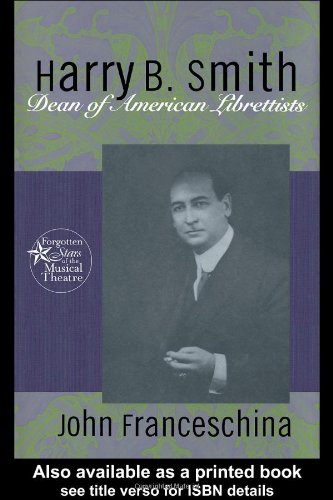 Harry B. Smith
Dean of American Librettists
Forgotten
Stars
of the
Musical
Theatre
John Franceschina
Also available as a printed book
see title verso for ISBN details